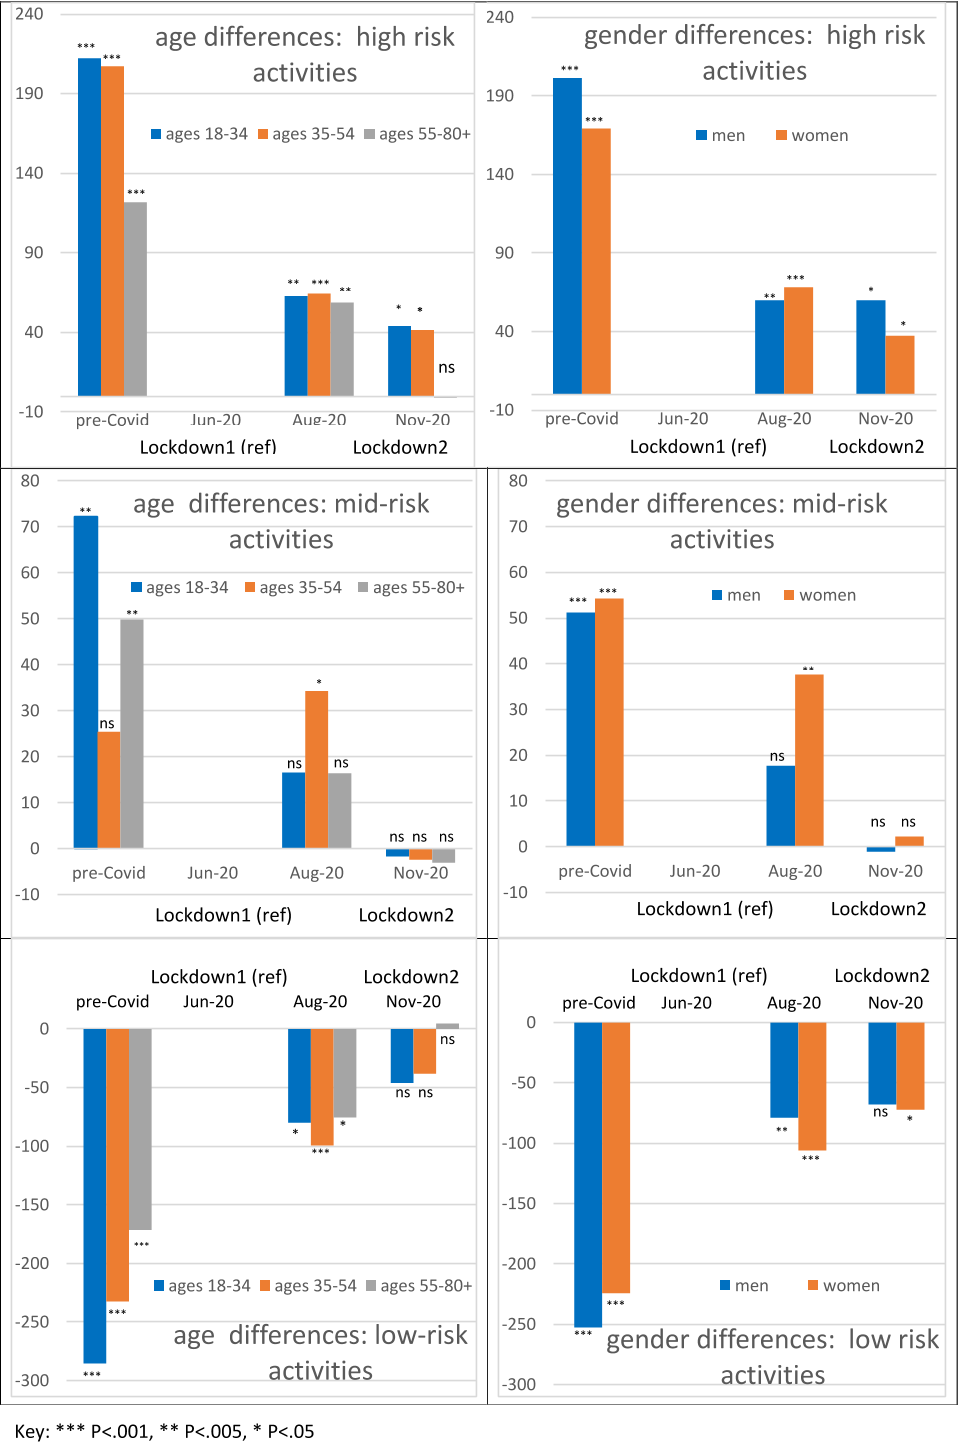 240
190
140
90
40
-10
age differences: high risk
activities
ages 18-34 ages 35-54 ages 55-80+
*** *** ***
** *** **
* * ns
pre-Covid Jun-20 Aug-20 Nov-20
Lockdown1 (ref) Lockdown2
240
190
140
90
40
-10
gender differences: high risk
activities
men women
*** ***
** ***
* *
pre-Covid Jun-20 Aug-20 Nov-20
Lockdown1 (ref) Lockdown2
80
70
60
50
40
30
20
10
0
-10
age differences: mid-risk
activities
ages 18-34 ages 35-54 ages 55-80+
** ns **
ns * ns
ns ns ns
pre-Covid Jun-20 Aug-20 Nov-20
Lockdown1 (ref) Lockdown2
80
70
60
50
40
30
20
10
0
-10
gender differences: mid-risk
activities
men women
*** ***
ns **
ns ns
pre-Covid Jun-20 Aug-20 Nov-20
Lockdown1 (ref) Lockdown2
Lockdown1 (ref) Lockdown2
pre-Covid Jun-20 Aug-20 Nov-20
0
-50
-100
-150
-200
-250
-300
*** *** ***
* *** *
ns ns ns
ages 18-34 ages 35-54 ages 55-80+
age differences: low-risk
activities
Lockdown1 (ref) Lockdown2
pre-Covid Jun-20 Aug-20 Nov-20
0
-50
-100
-150
-200
-250
-300
*** ***
** ***
ns *
men women
gender differences: low risk
activities
Key: *** P<.001, ** P<.005, * P<.05